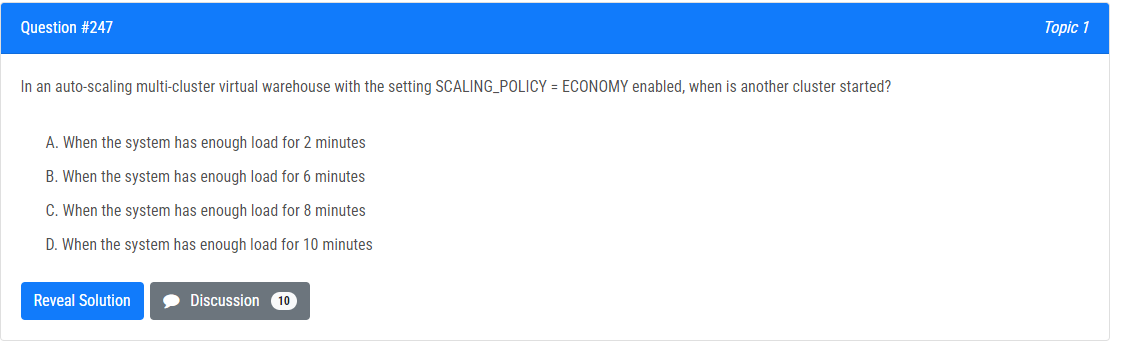 Question #247
Topic 1
In an auto-scaling multi-cluster virtual warehouse with the setting SCALING_POLICY = ECONOMY enabled, when is another cluster started?
A. When the system has enough load for 2 minutes
B. When the system has enough load for 6 minutes
C. When the system has enough load for 8 minutes
D. When the system has enough load for 10 minutes
Reveal Solution
Discussion 10